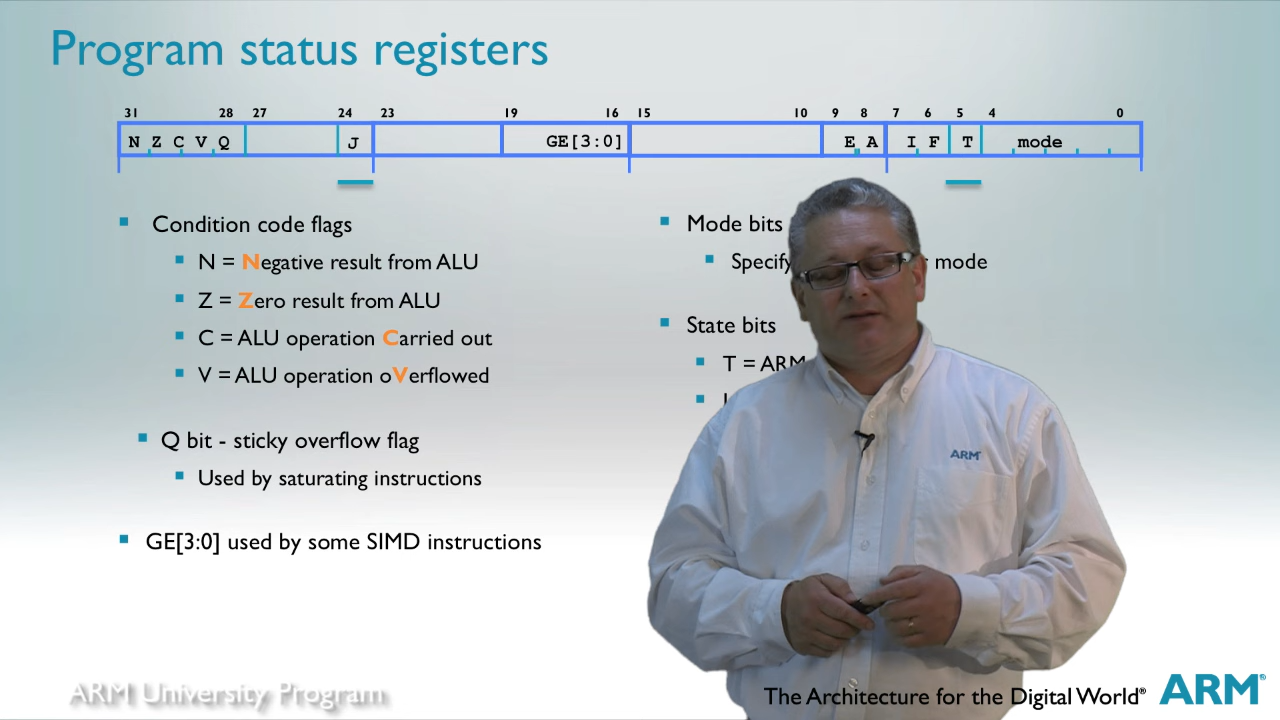 Program status registers
31 28 27 24 23 19 16 15 10 9 8 7 6 5 4 0
N Z C V Q J GE[3:0] E A I F T mode
Condition code flags
N = Negative result from ALU
Z = Zero result from ALU
C = ALU operation Carried out
V = ALU operation oVerflowed
Q bit - sticky overflow flag
Used by saturating instructions
GE[3:0] used by some SIMD instructions
Mode bits
Specify mode
State bits
T = ARM
ARM
ARM University Program
The Architecture for the Digital World® ARM®